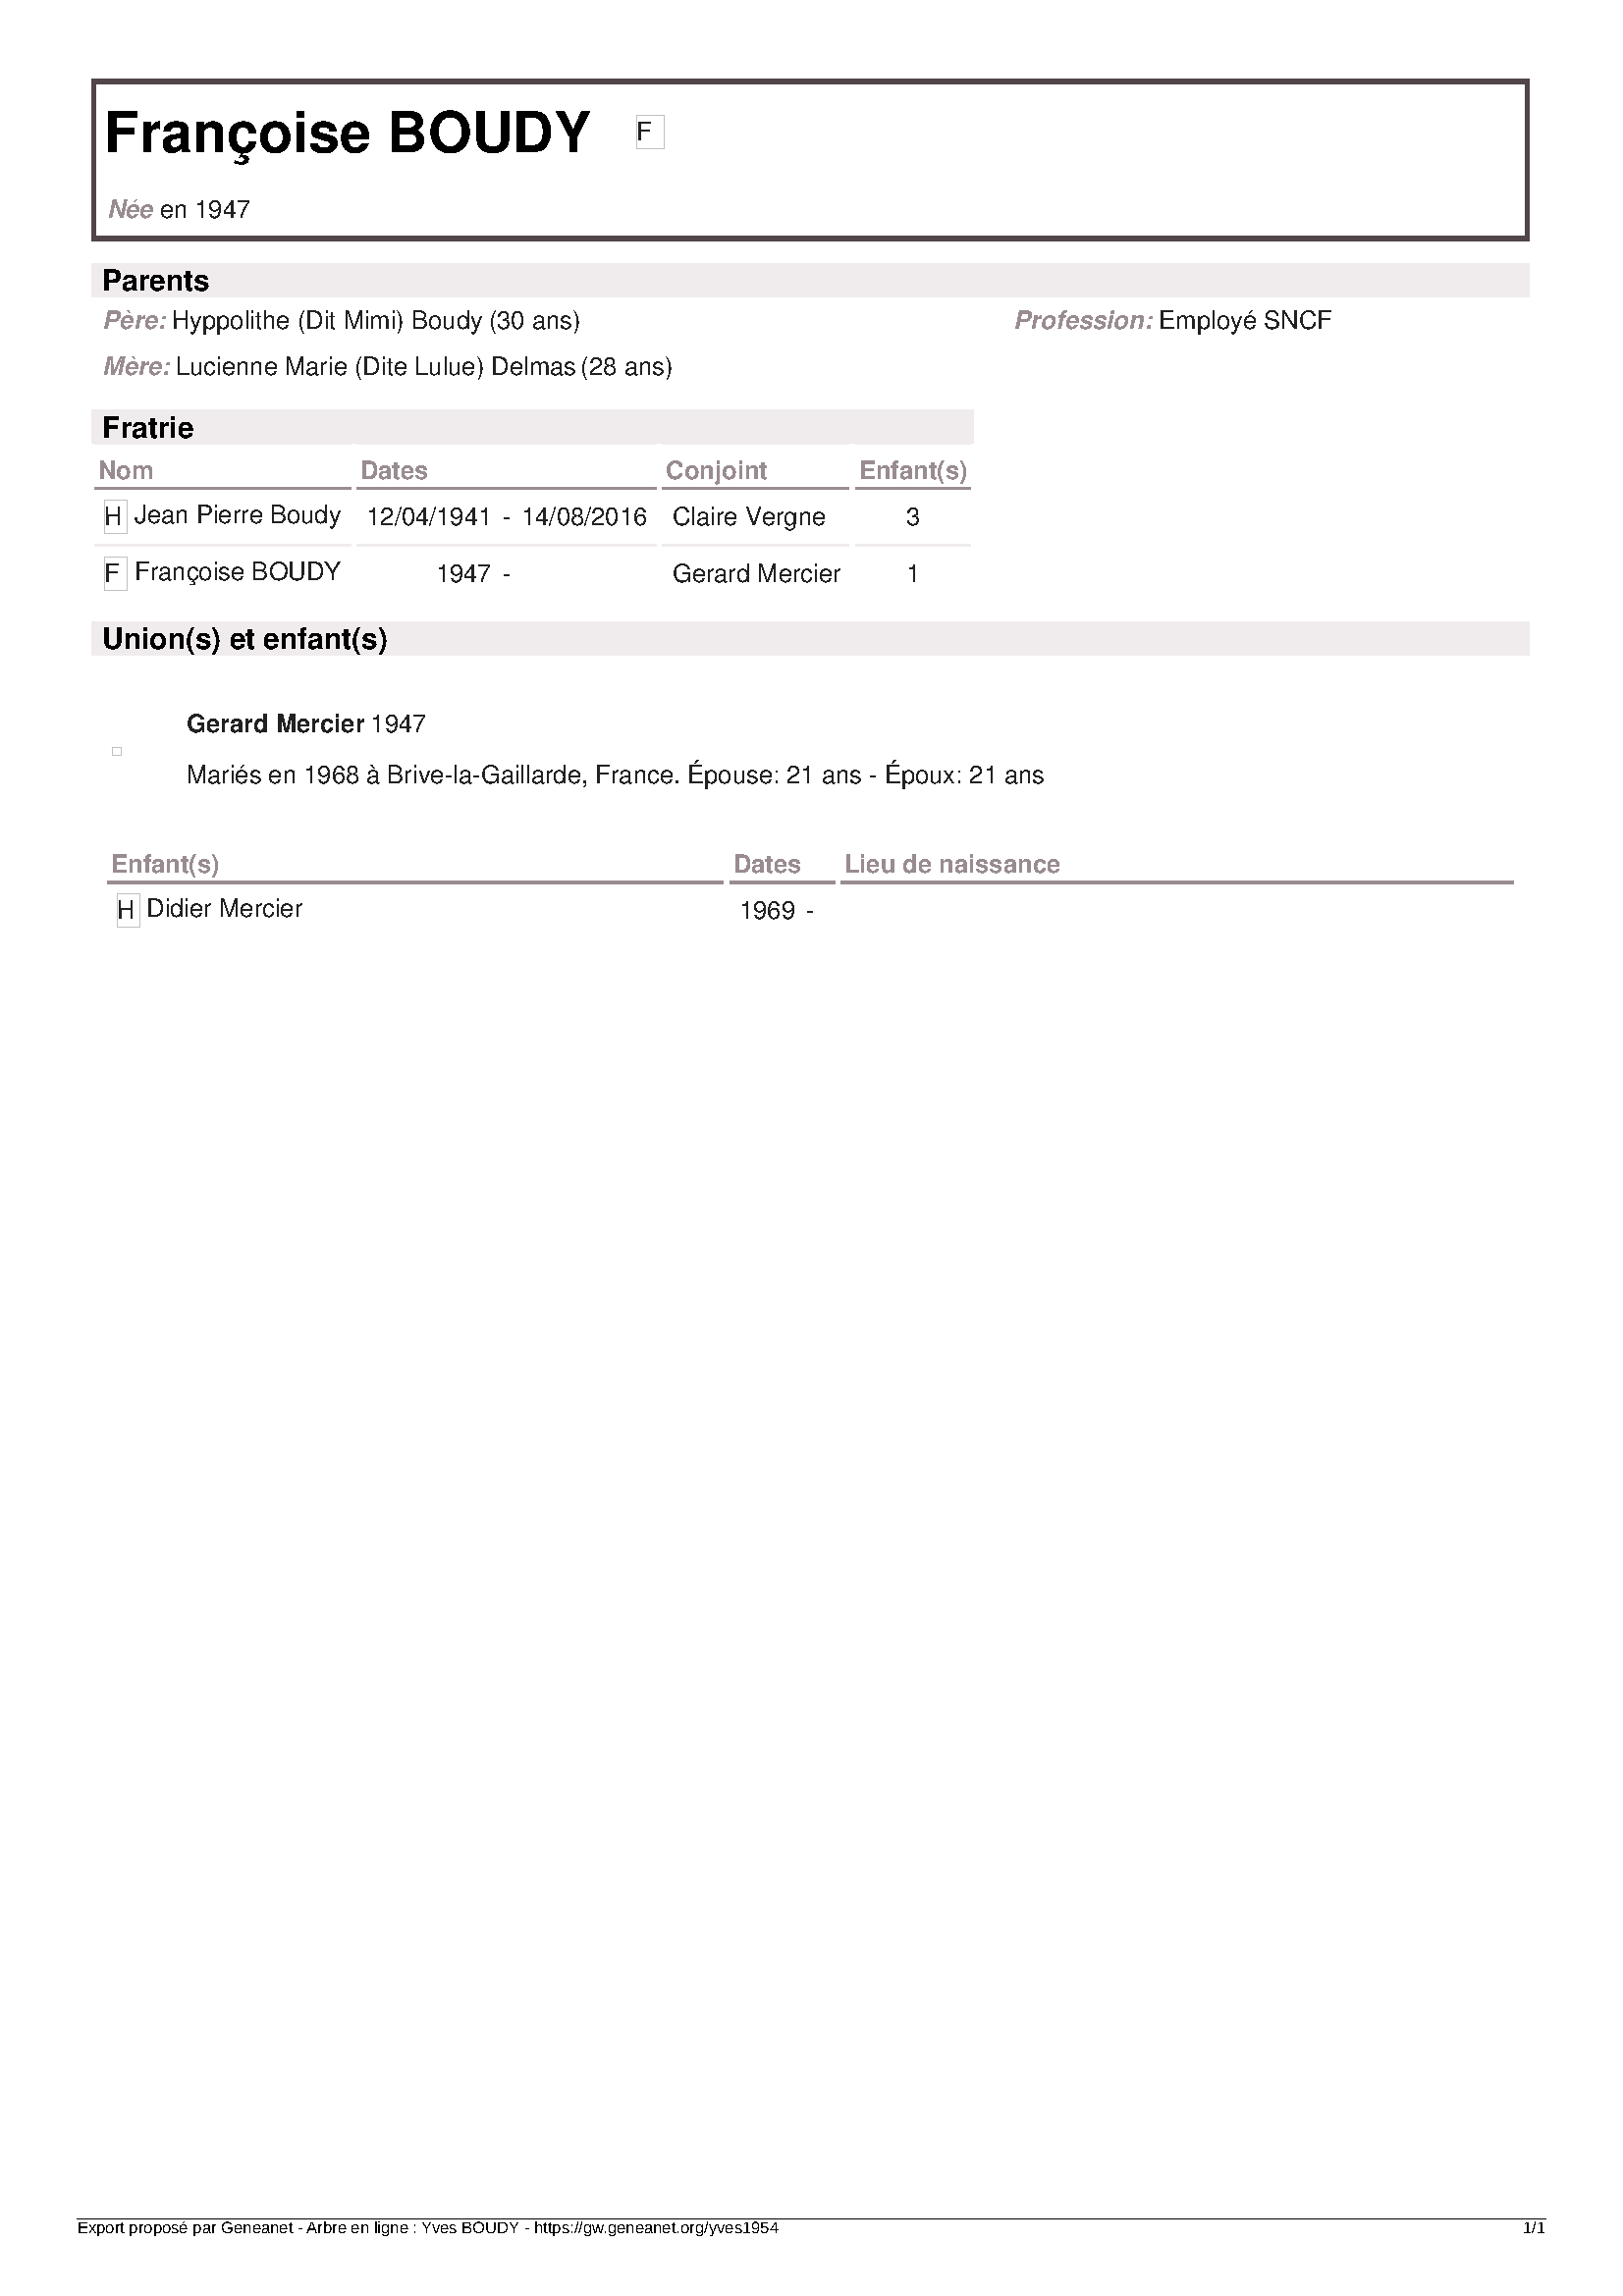 Françoise BOUDY F
Née en 1947
Parents
Père: Hyppolithe (Dit Mimi) Boudy (30 ans) Profession: Employé SNCF
Mère: Lucienne Marie (Dite Lulue) Delmas (28 ans)
Fratrie
Nom Dates Conjoint Enfant(s)
H Jean Pierre Boudy 12/04/1941 - 14/08/2016 Claire Vergne 3
F Françoise BOUDY 1947 - Gerard Mercier 1
Union(s) et enfant(s)
Gerard Mercier 1947
Mariés en 1968 à Brive-la-Gaillarde, France. Épouse: 21 ans - Époux: 21 ans
Enfant(s) Dates Lieu de naissance
H Didier Mercier 1969 -
Export proposé par Geneanet - Arbre en ligne : Yves BOUDY - https://gw.geneanet.org/yves1954 1/1